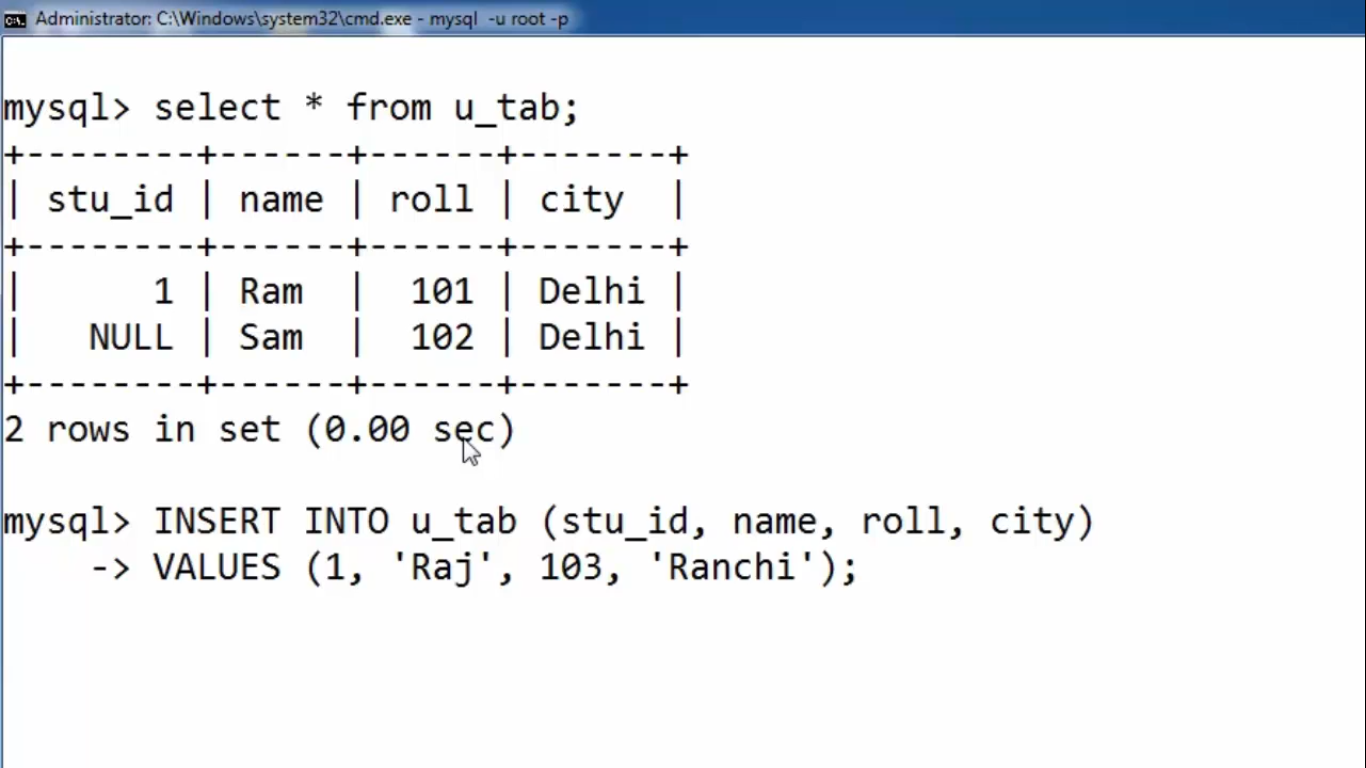 Administrator: C:\Windows\system32\cmd.exe - mysql -u root -p
mysql> select * from u_tab;
+--------+------+------+-------+
| stu_id | name | roll | city  |
+--------+------+------+-------+
|      1 | Ram  |  101 | Delhi |
|   NULL | Sam  |  102 | Delhi |
+--------+------+------+-------+
2 rows in set (0.00 sec)
mysql> INSERT INTO u_tab (stu_id, name, roll, city)
    -> VALUES (1, 'Raj', 103, 'Ranchi');